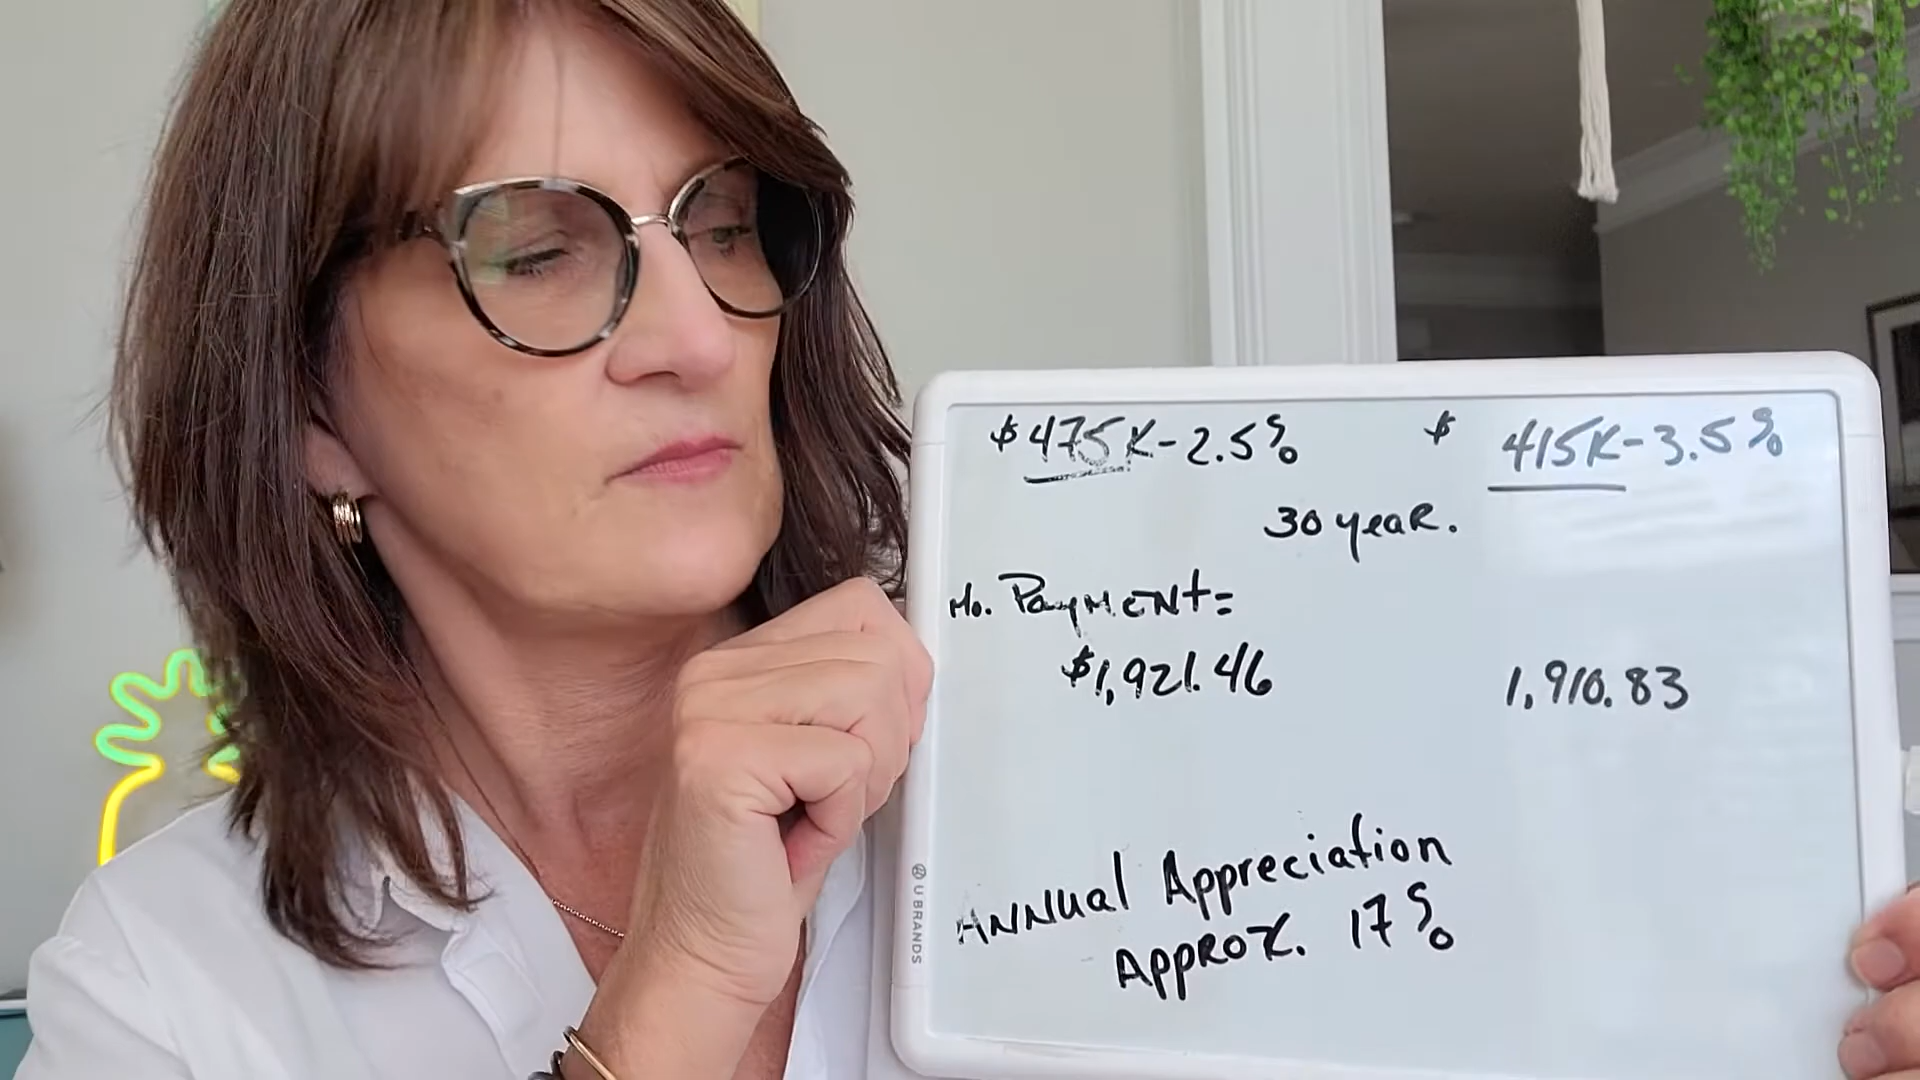 $475K-2.5%
$ 415K-3.5%
30 year.
Mo. Payment=
$1,921.46
1,910.83
Annual Appreciation
Approx. 17%
U BRANDS